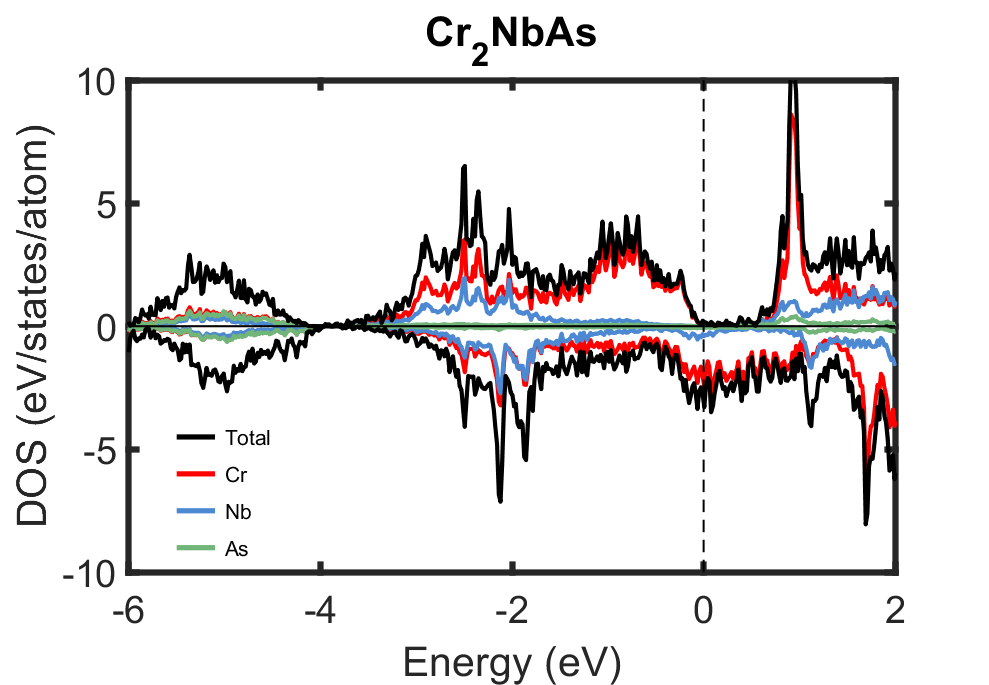 Cr2NbAs
10
5
0
-5
-10
DOS (eV/states/atom)
Total
Cr
Nb
As
-6 -4 -2 0 2
Energy (eV)